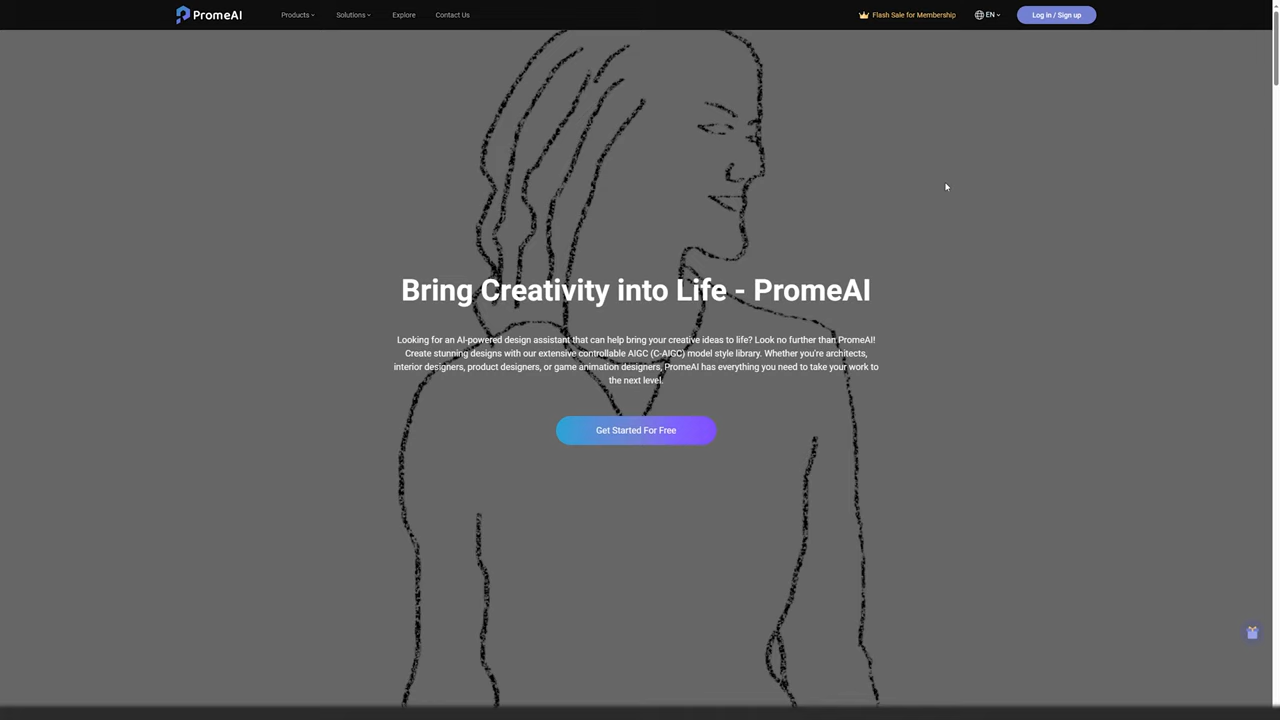 PromeAI
Products
Solutions
Explore
Contact Us
Flash Sale for Membership
EN
Log in / Sign up
Bring Creativity into Life - PromeAI
Looking for an AI-powered design assistant that can help bring your creative ideas to life? Look no further than PromeAI!
Create stunning designs with our extensive controllable AIGC (C-AIGC) model style library. Whether you're architects,
interior designers, product designers, or game animation designers, PromeAI has everything you need to take your work to
the next level.
Get Started For Free